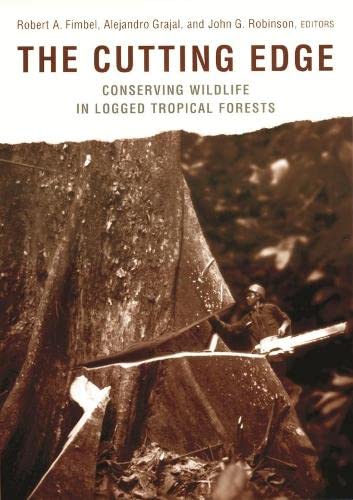 Robert A. Fimbel, Alejandro Grajal, and John G. Robinson, EDITORS
THE CUTTING EDGE
CONSERVING WILDLIFE
IN LOGGED TROPICAL FORESTS